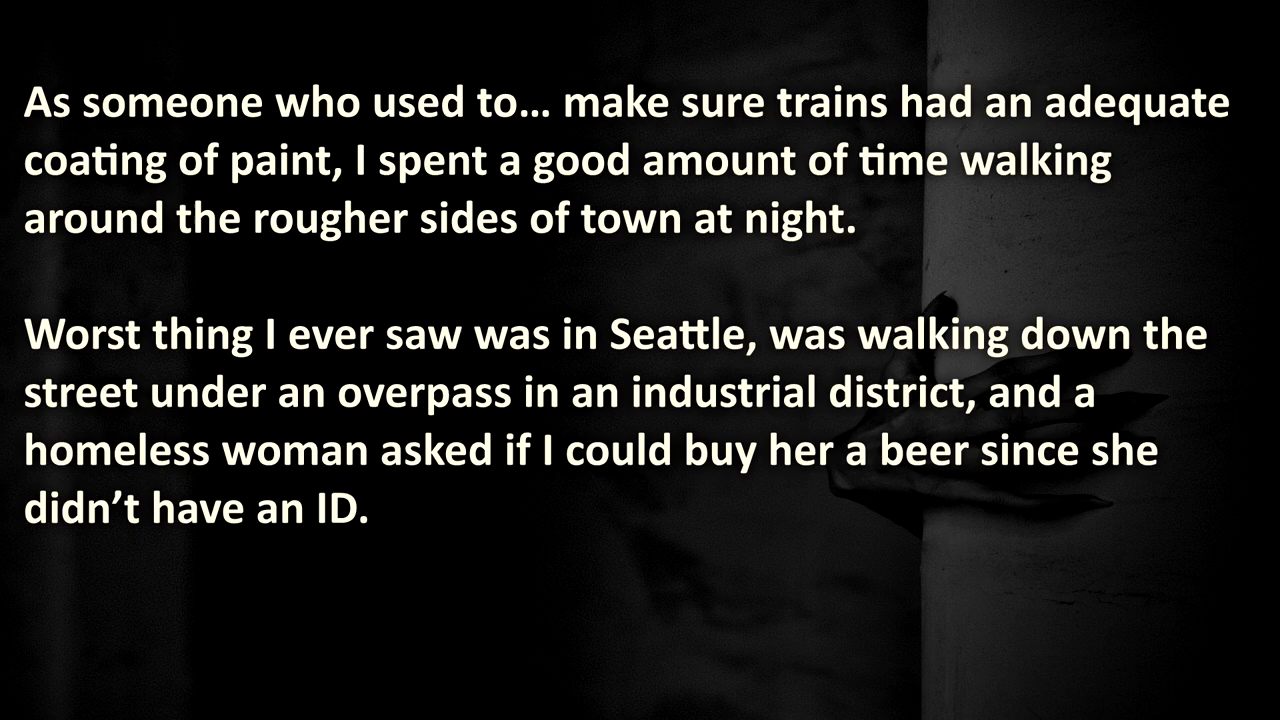 As someone who used to… make sure trains had an adequate
coating of paint, I spent a good amount of time walking
around the rougher sides of town at night.
Worst thing I ever saw was in Seattle, was walking down the
street under an overpass in an industrial district, and a
homeless woman asked if I could buy her a beer since she
didn’t have an ID.